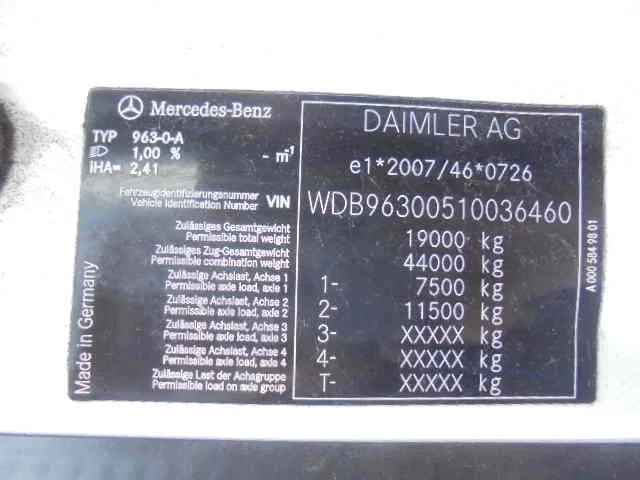 Mercedes-Benz
TYP 963-0-A
1,00 % - m⁻¹
IHA= 2,41
Fahrzeugidentifizierungsnummer
Vehicle Identification Number VIN
Zulässiges Gesamtgewicht
Permissible total weight
Zulässiges Zug-Gesamtgewicht
Permissible combination weight
Zulässige Achslast, Achse 1
Permissible axle load, axle 1
Zulässige Achslast, Achse 2
Permissible axle load, axle 2
Zulässige Achslast, Achse 3
Permissible axle load, axle 3
Zulässige Achslast, Achse 4
Permissible axle load, axle 4
Zulässige Last der Achsgruppe
Permissible load on axle group
Made in Germany
DAIMLER AG
e1*2007/46*0726
WDB96300510036460
19000 kg
44000 kg
1- 7500 kg
2- 11500 kg
3- XXXXX kg
4- XXXXX kg
T- XXXXX kg
A 000 584 98 01